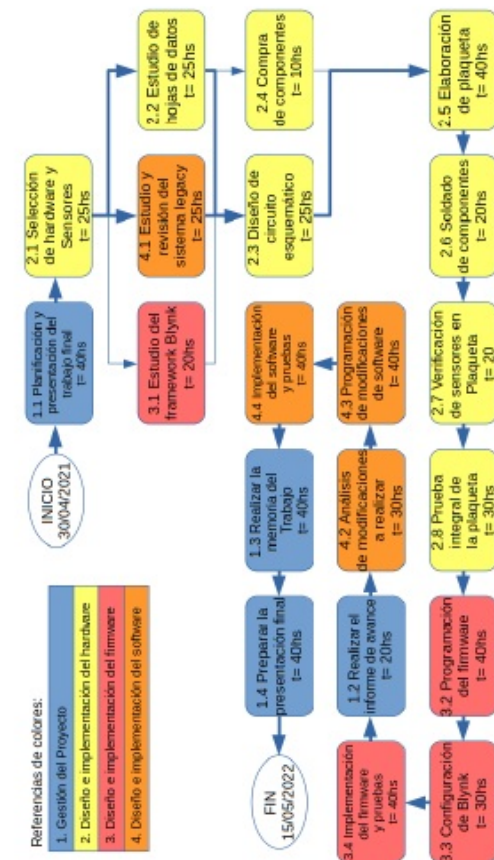 Referencias de colores:
1. Gestión del Proyecto
2. Diseño e implementación del hardware
3. Diseño e implementación del firmware
4. Diseño e implementación del software
INICIO
30/04/2021
1.1 Planificación y
presentación del
trabajo final
t= 40hs
2.1 Selección
de hardware y
Sensores
t= 25hs
3.1 Estudio del
framework Blynk
t= 20hs
4.1 Estudio y
revisión del
sistema legacy
t= 25hs
2.2 Estudio de
hojas de datos
t= 25hs
2.3 Diseño de
circuito
esquemático
t= 25hs
2.4 Compra
de componentes
t= 10hs
2.5 Elaboración
de plaqueta
t= 40hs
2.6 Soldado
de componentes
t= 20hs
2.7 Verificación
de sensores en
Plaqueta
t= 20
2.8 Prueba
integral de
la plaqueta
t= 30hs
3.2 Programación
del firmware
t= 40hs
3.3 Configuración
de Blynk
t= 30hs
3.4 Implementación
del firmware
y pruebas
t= 40hs
1.2 Realizar el
informe de avance
t= 20hs
4.2 Análisis
de modificaciones
a realizar
t= 30hs
4.3 Programación
de modificaciones
de software
t= 40hs
4.4 Implementación
del software
y pruebas
t= 40hs
1.3 Realizar la
memoria del
Trabajo
t= 40hs
1.4 Preparar la
presentación final
t= 40hs
FIN
15/05/2022